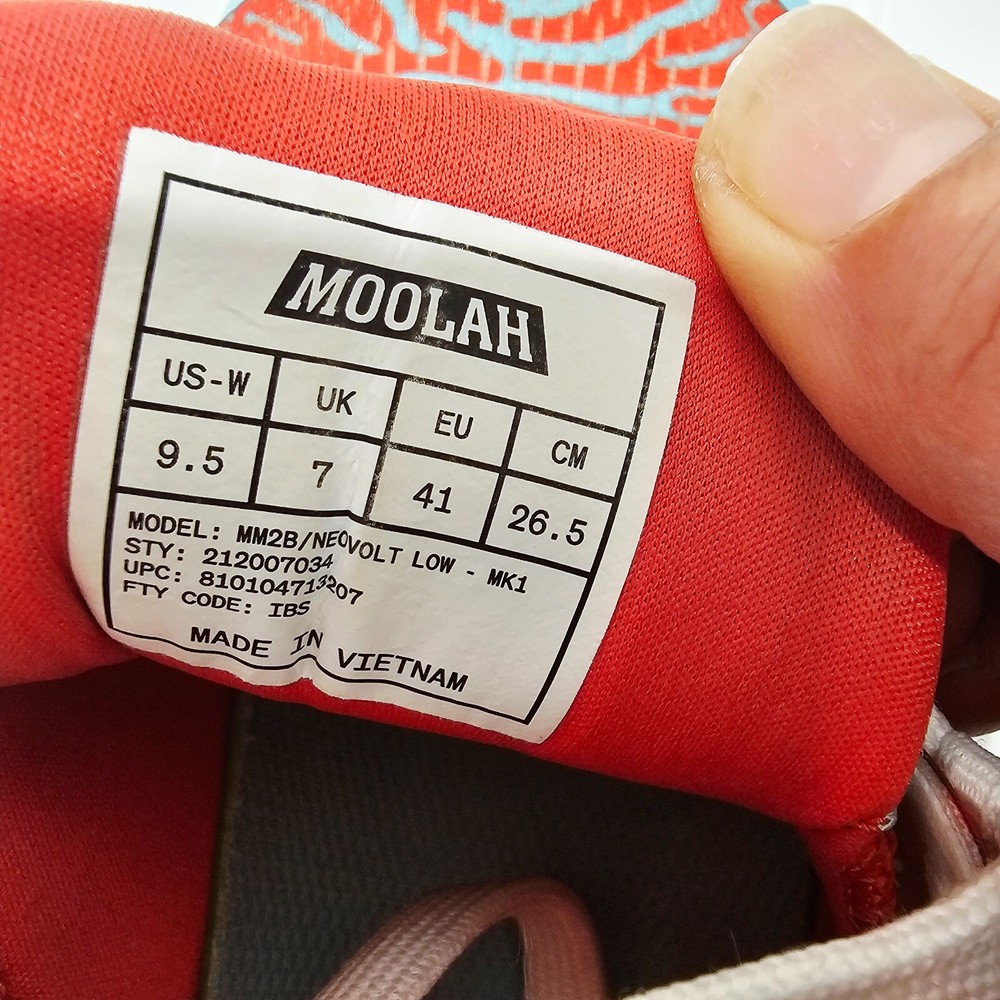 MOOLAH
US-W UK EU CM
9.5 7 41 26.5
MODEL: MM2B/NEOVOLT LOW - MK1
STY: 212007034
UPC: 810104713207
FTY CODE: IBS
MADE IN VIETNAM